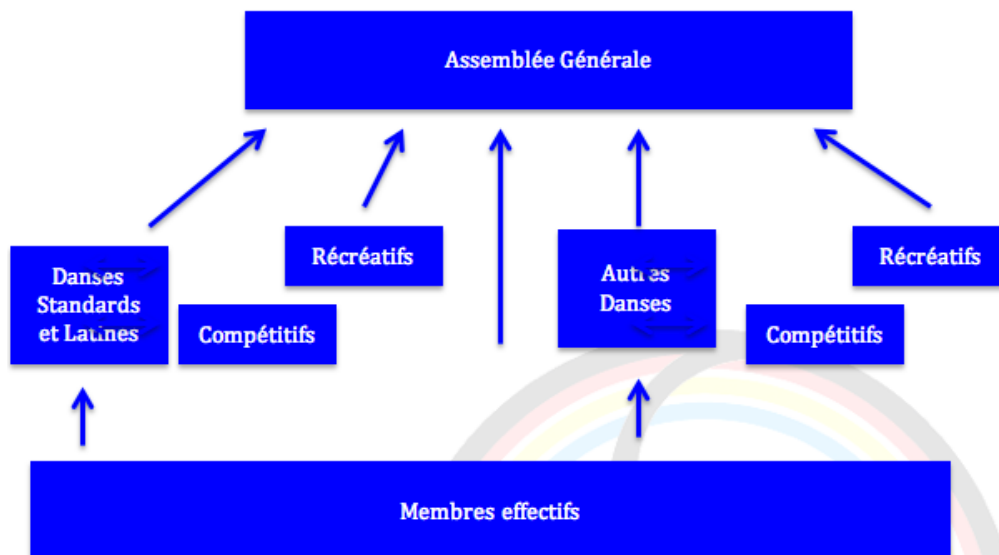 Assemblée Générale
Récréatifs
Récréatifs
Danses
Standards
et Latines
Autres
Danses
Compétitifs
Compétitifs
Membres effectifs